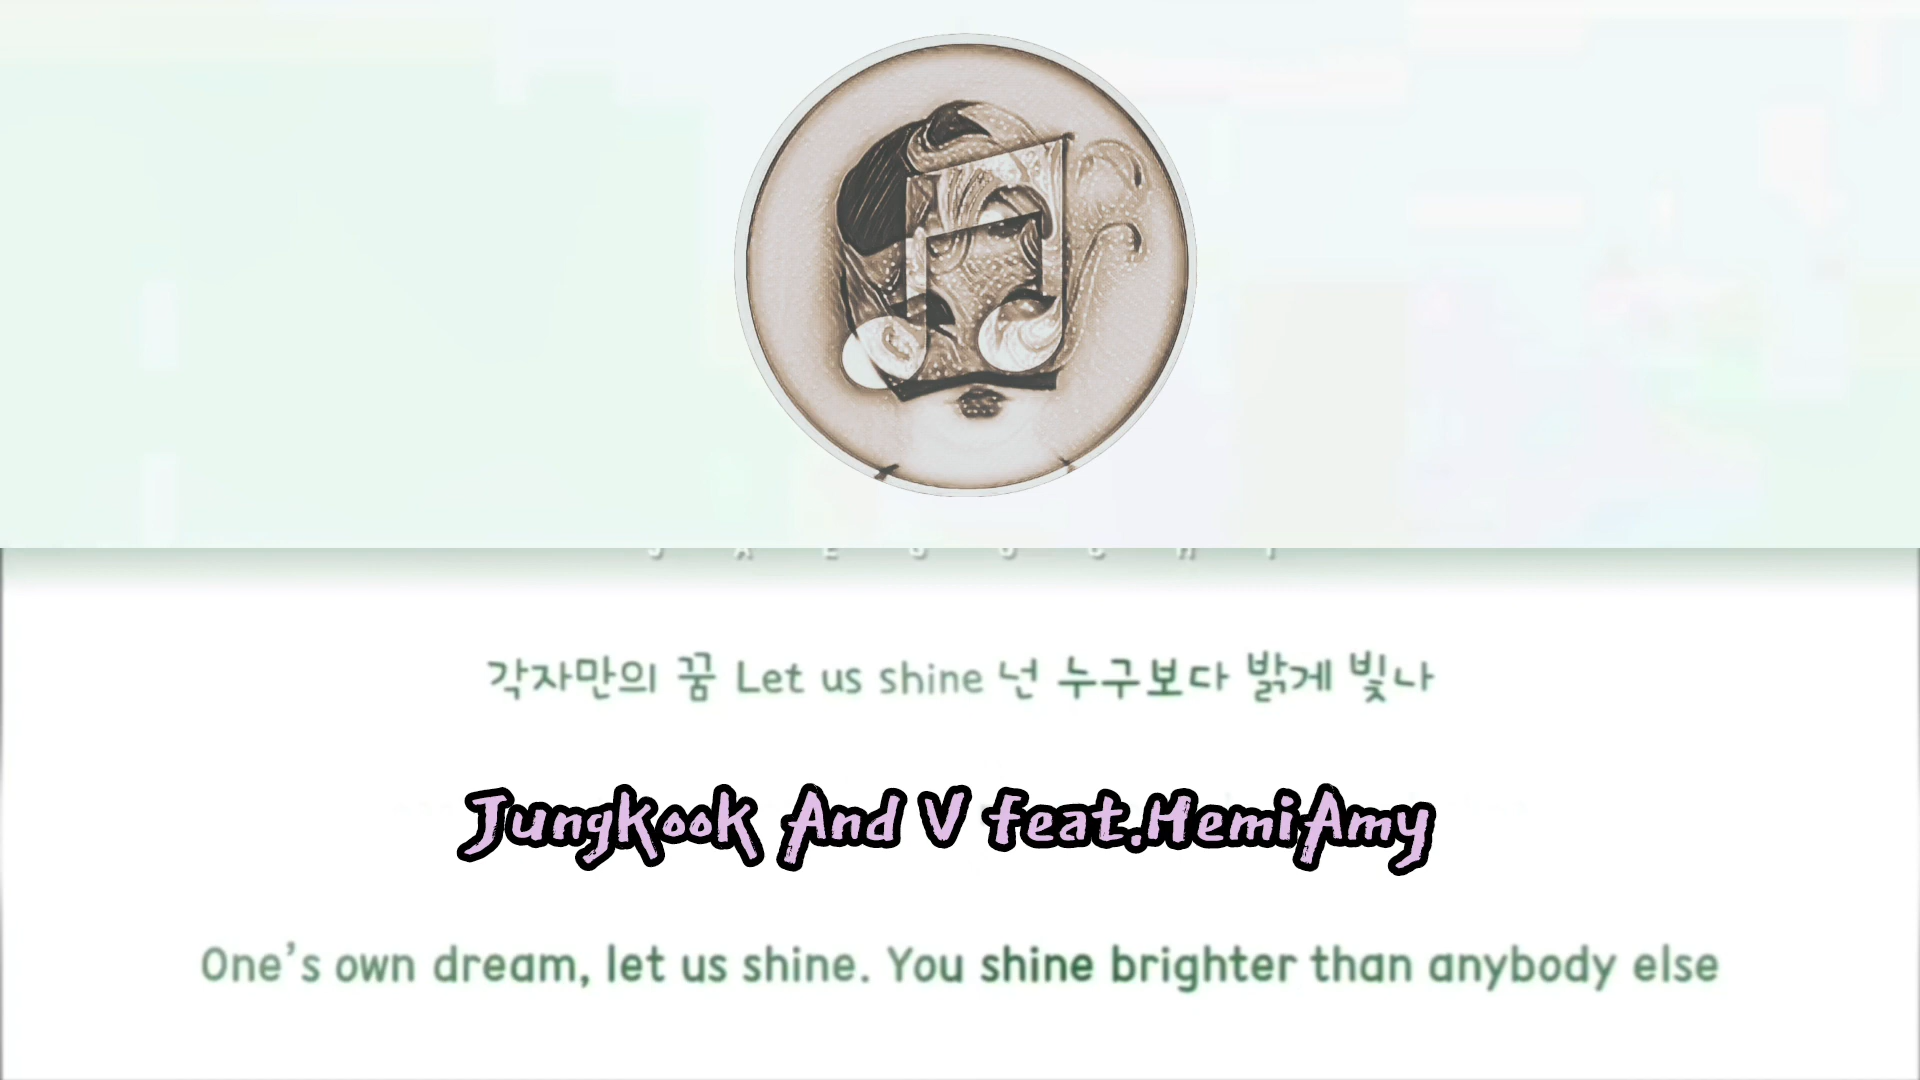 각자만의 꿈 Let us shine 넌 누구보다 밝게 빛나
Jungkook And V feat.HemiAmy
One's own dream, let us shine. You shine brighter than anybody else